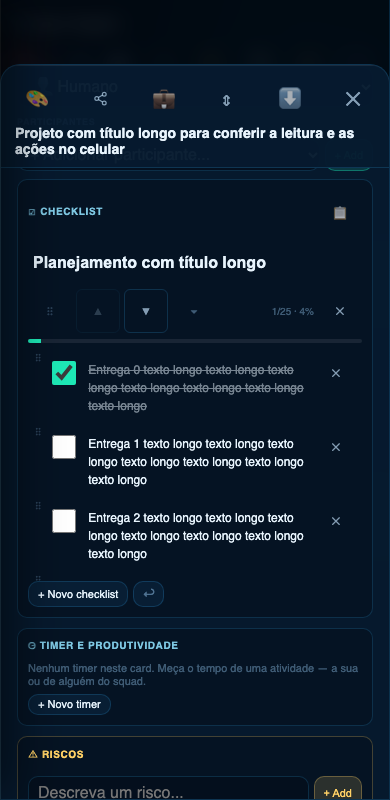 Humano
Projeto com título longo para conferir a leitura e as
ações no celular
participante...
CHECKLIST
Planejamento com título longo
1/25 · 4%
Entrega 0 texto longo texto longo texto
longo texto longo texto longo texto longo
texto longo
Entrega 1 texto longo texto longo texto
longo texto longo texto longo texto longo
texto longo
Entrega 2 texto longo texto longo texto
longo texto longo texto longo texto longo
texto longo
+ Novo checklist
TIMER E PRODUTIVIDADE
Nenhum timer neste card. Meça o tempo de uma atividade — a sua
ou de alguém do squad.
+ Novo timer
⚠ RISCOS
Descreva um risco...
+ Add